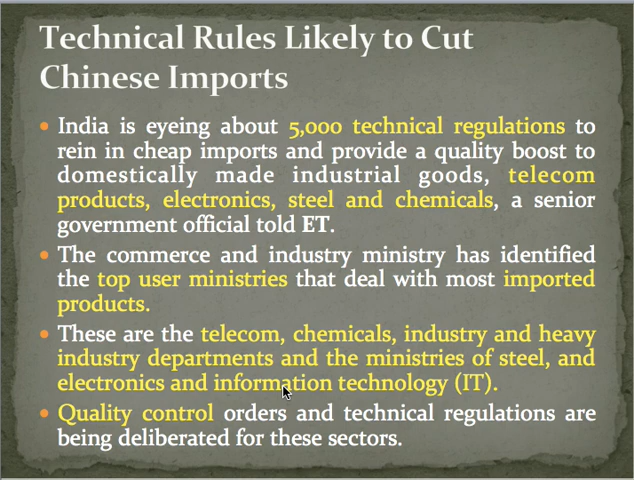 Technical Rules Likely to Cut
Chinese Imports
• India is eyeing about 5,000 technical regulations to
rein in cheap imports and provide a quality boost to
domestically made industrial goods, telecom
products, electronics, steel and chemicals, a senior
government official told ET.
• The commerce and industry ministry has identified
the top user ministries that deal with most imported
products.
• These are the telecom, chemicals, industry and heavy
industry departments and the ministries of steel, and
electronics and information technology (IT).
• Quality control orders and technical regulations are
being deliberated for these sectors.